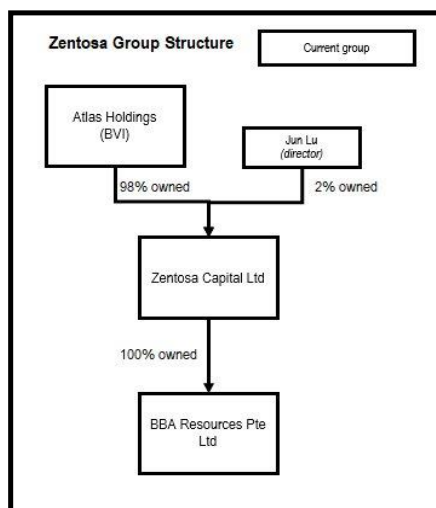 Zentosa Group Structure
Current group
Atlas Holdings
(BVI)
Jun Lu
(director)
98% owned
2% owned
Zentosa Capital Ltd
100% owned
BBA Resources Pte
Ltd